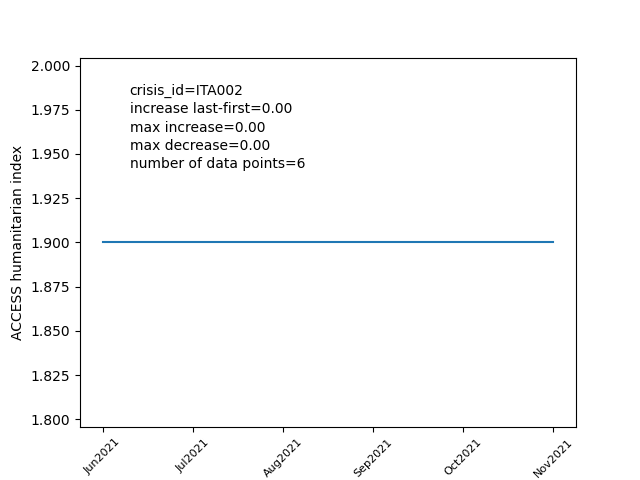 2.000
1.975
1.950
1.925
1.900
1.875
1.850
1.825
1.800
ACCESS humanitarian index
crisis_id=ITA002
increase last-first=0.00
max increase=0.00
max decrease=0.00
number of data points=6
Jun2021
Jul2021
Aug2021
Sep2021
Oct2021
Nov2021